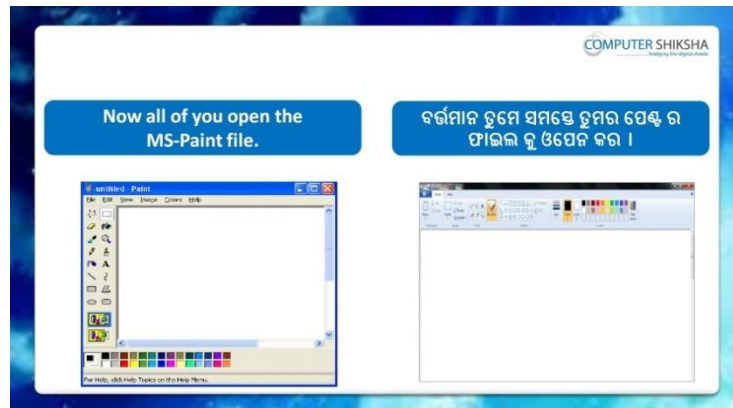 COMPUTER SHIKSHA
Now all of you open the
MS-Paint file.
ବର୍ତ୍ତମାନ ତୁମେ ସମସ୍ତେ ତୁମର ପେଣ୍ଟ ର
ଫାଇଲ କୁ ଓପେନ କର ।
untitled - Paint
File Edit View Image Colors Help
For Help, click Help Topics on the Help Menu.